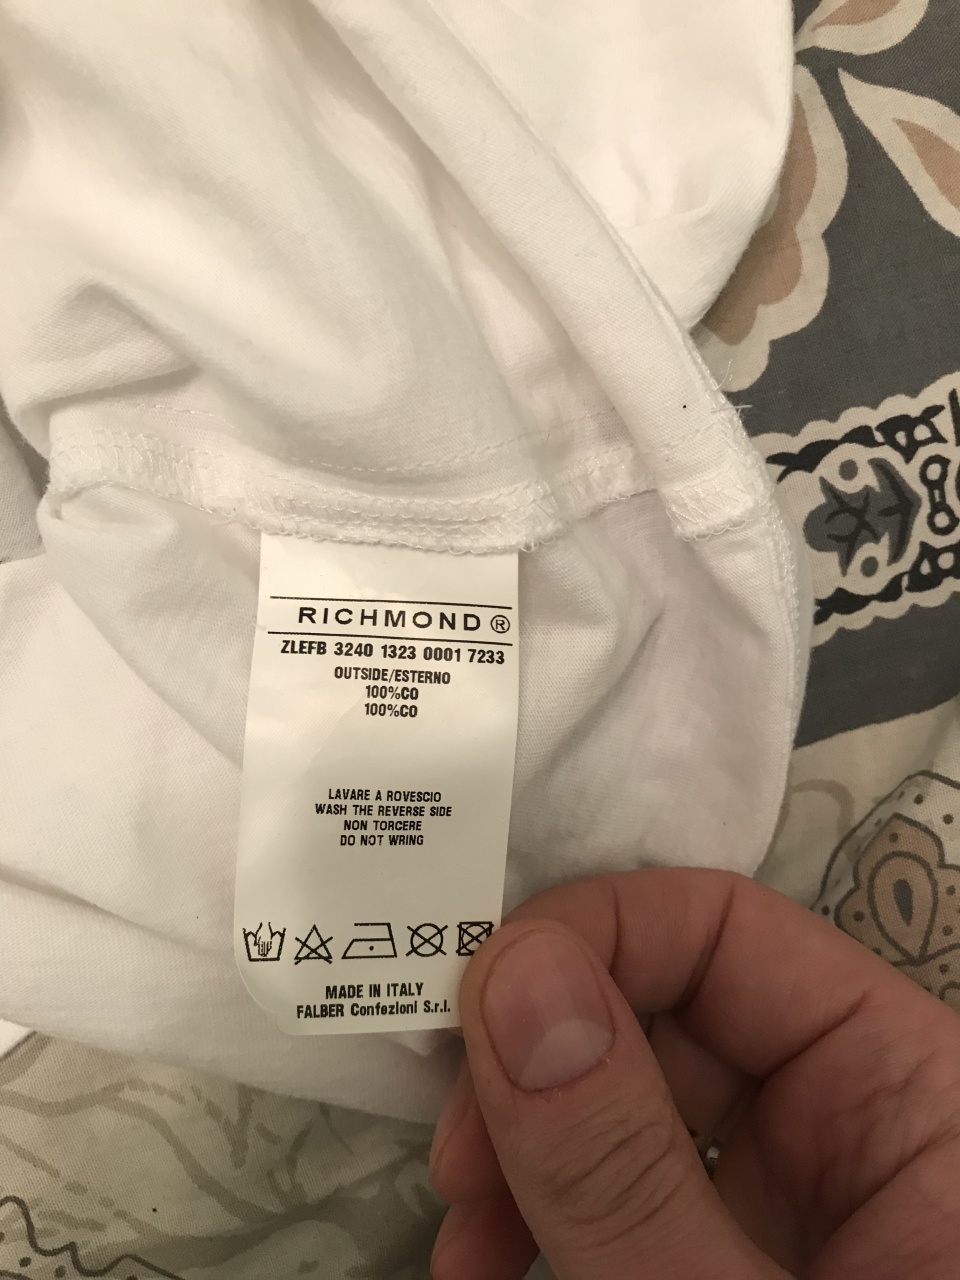 RICHMOND®
ZLEFB 3240 1323 0001 7233
OUTSIDE/ESTERNO
100%CO
100%CO
LAVARE A ROVESCIO
WASH THE REVERSE SIDE
NON TORCERE
DO NOT WRING
MADE IN ITALY
FALBER Confezioni S.r.l.